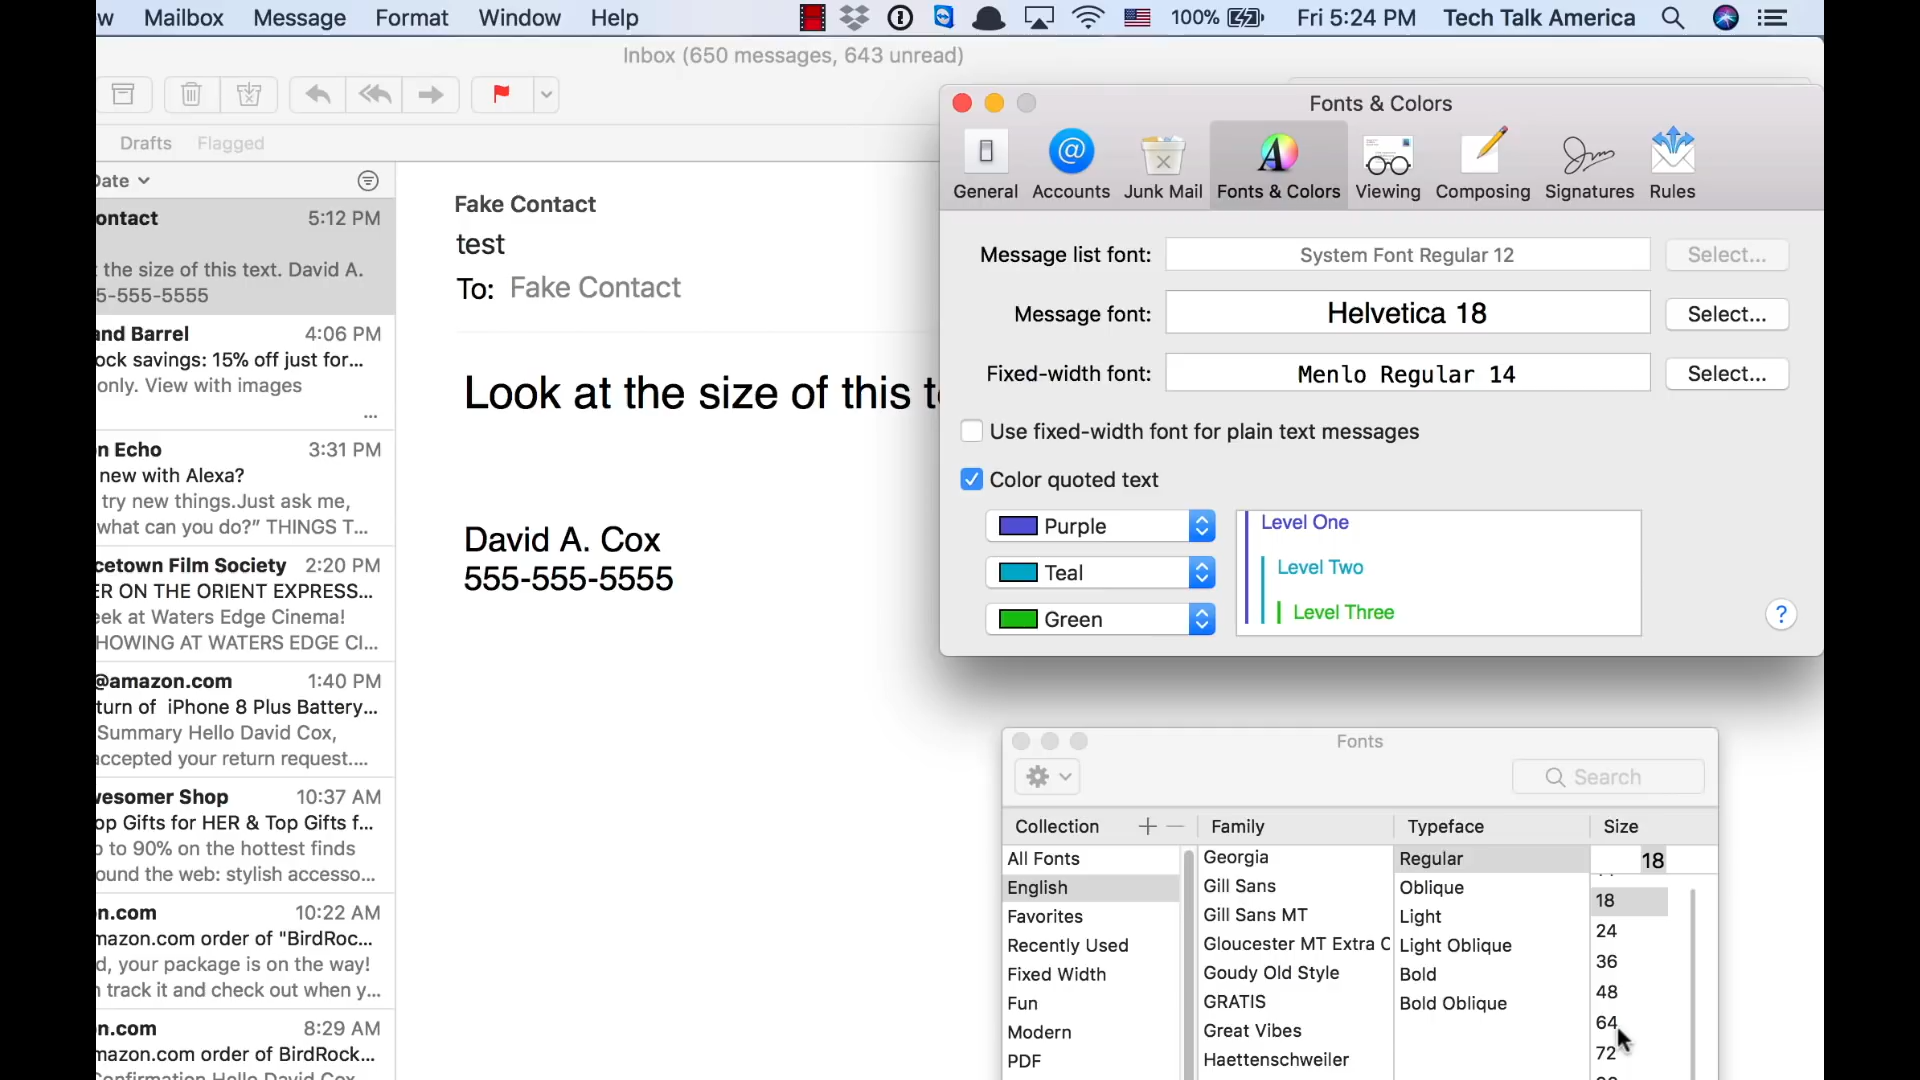 w Mailbox Message Format Window Help 100% Fri 5:24 PM Tech Talk America
Inbox (650 messages, 643 unread)
Drafts Flagged
Date
ontact 5:12 PM
the size of this text. David A.
5-555-5555
and Barrel 4:06 PM
ock savings: 15% off just for...
only. View with images
...
n Echo 3:31 PM
new with Alexa?
try new things.Just ask me,
what can you do?” THINGS T...
cetown Film Society 2:20 PM
ER ON THE ORIENT EXPRESS...
eek at Waters Edge Cinema!
HOWING AT WATERS EDGE CI...
@amazon.com 1:40 PM
turn of iPhone 8 Plus Battery...
Summary Hello David Cox,
accepted your return request....
wesomer Shop 10:37 AM
op Gifts for HER & Top Gifts f...
to 90% on the hottest finds
ound the web: stylish accesso...
n.com 10:22 AM
mazon.com order of "BirdRoc...
d, your package is on the way!
track it and check out when y...
n.com 8:29 AM
mazon.com order of BirdRock...
Confirmation Hello David Cox
Fake Contact
test
To: Fake Contact
Look at the size of this t
David A. Cox
555-555-5555
Fonts & Colors
General Accounts Junk Mail Fonts & Colors Viewing Composing Signatures Rules
Message list font: System Font Regular 12 Select...
Message font: Helvetica 18 Select...
Fixed-width font: Menlo Regular 14 Select...
Use fixed-width font for plain text messages
Color quoted text
Purple Level One
Teal Level Two
Green Level Three
?
Fonts
Search
Collection + − Family Typeface Size
All Fonts Georgia Regular 18
English Gill Sans Oblique 18
Favorites Gill Sans MT Light 24
Recently Used Gloucester MT Extra C Light Oblique 36
Fixed Width Goudy Old Style Bold 48
Fun GRATIS Bold Oblique 64
Modern Great Vibes 72
PDF Haettenschweiler